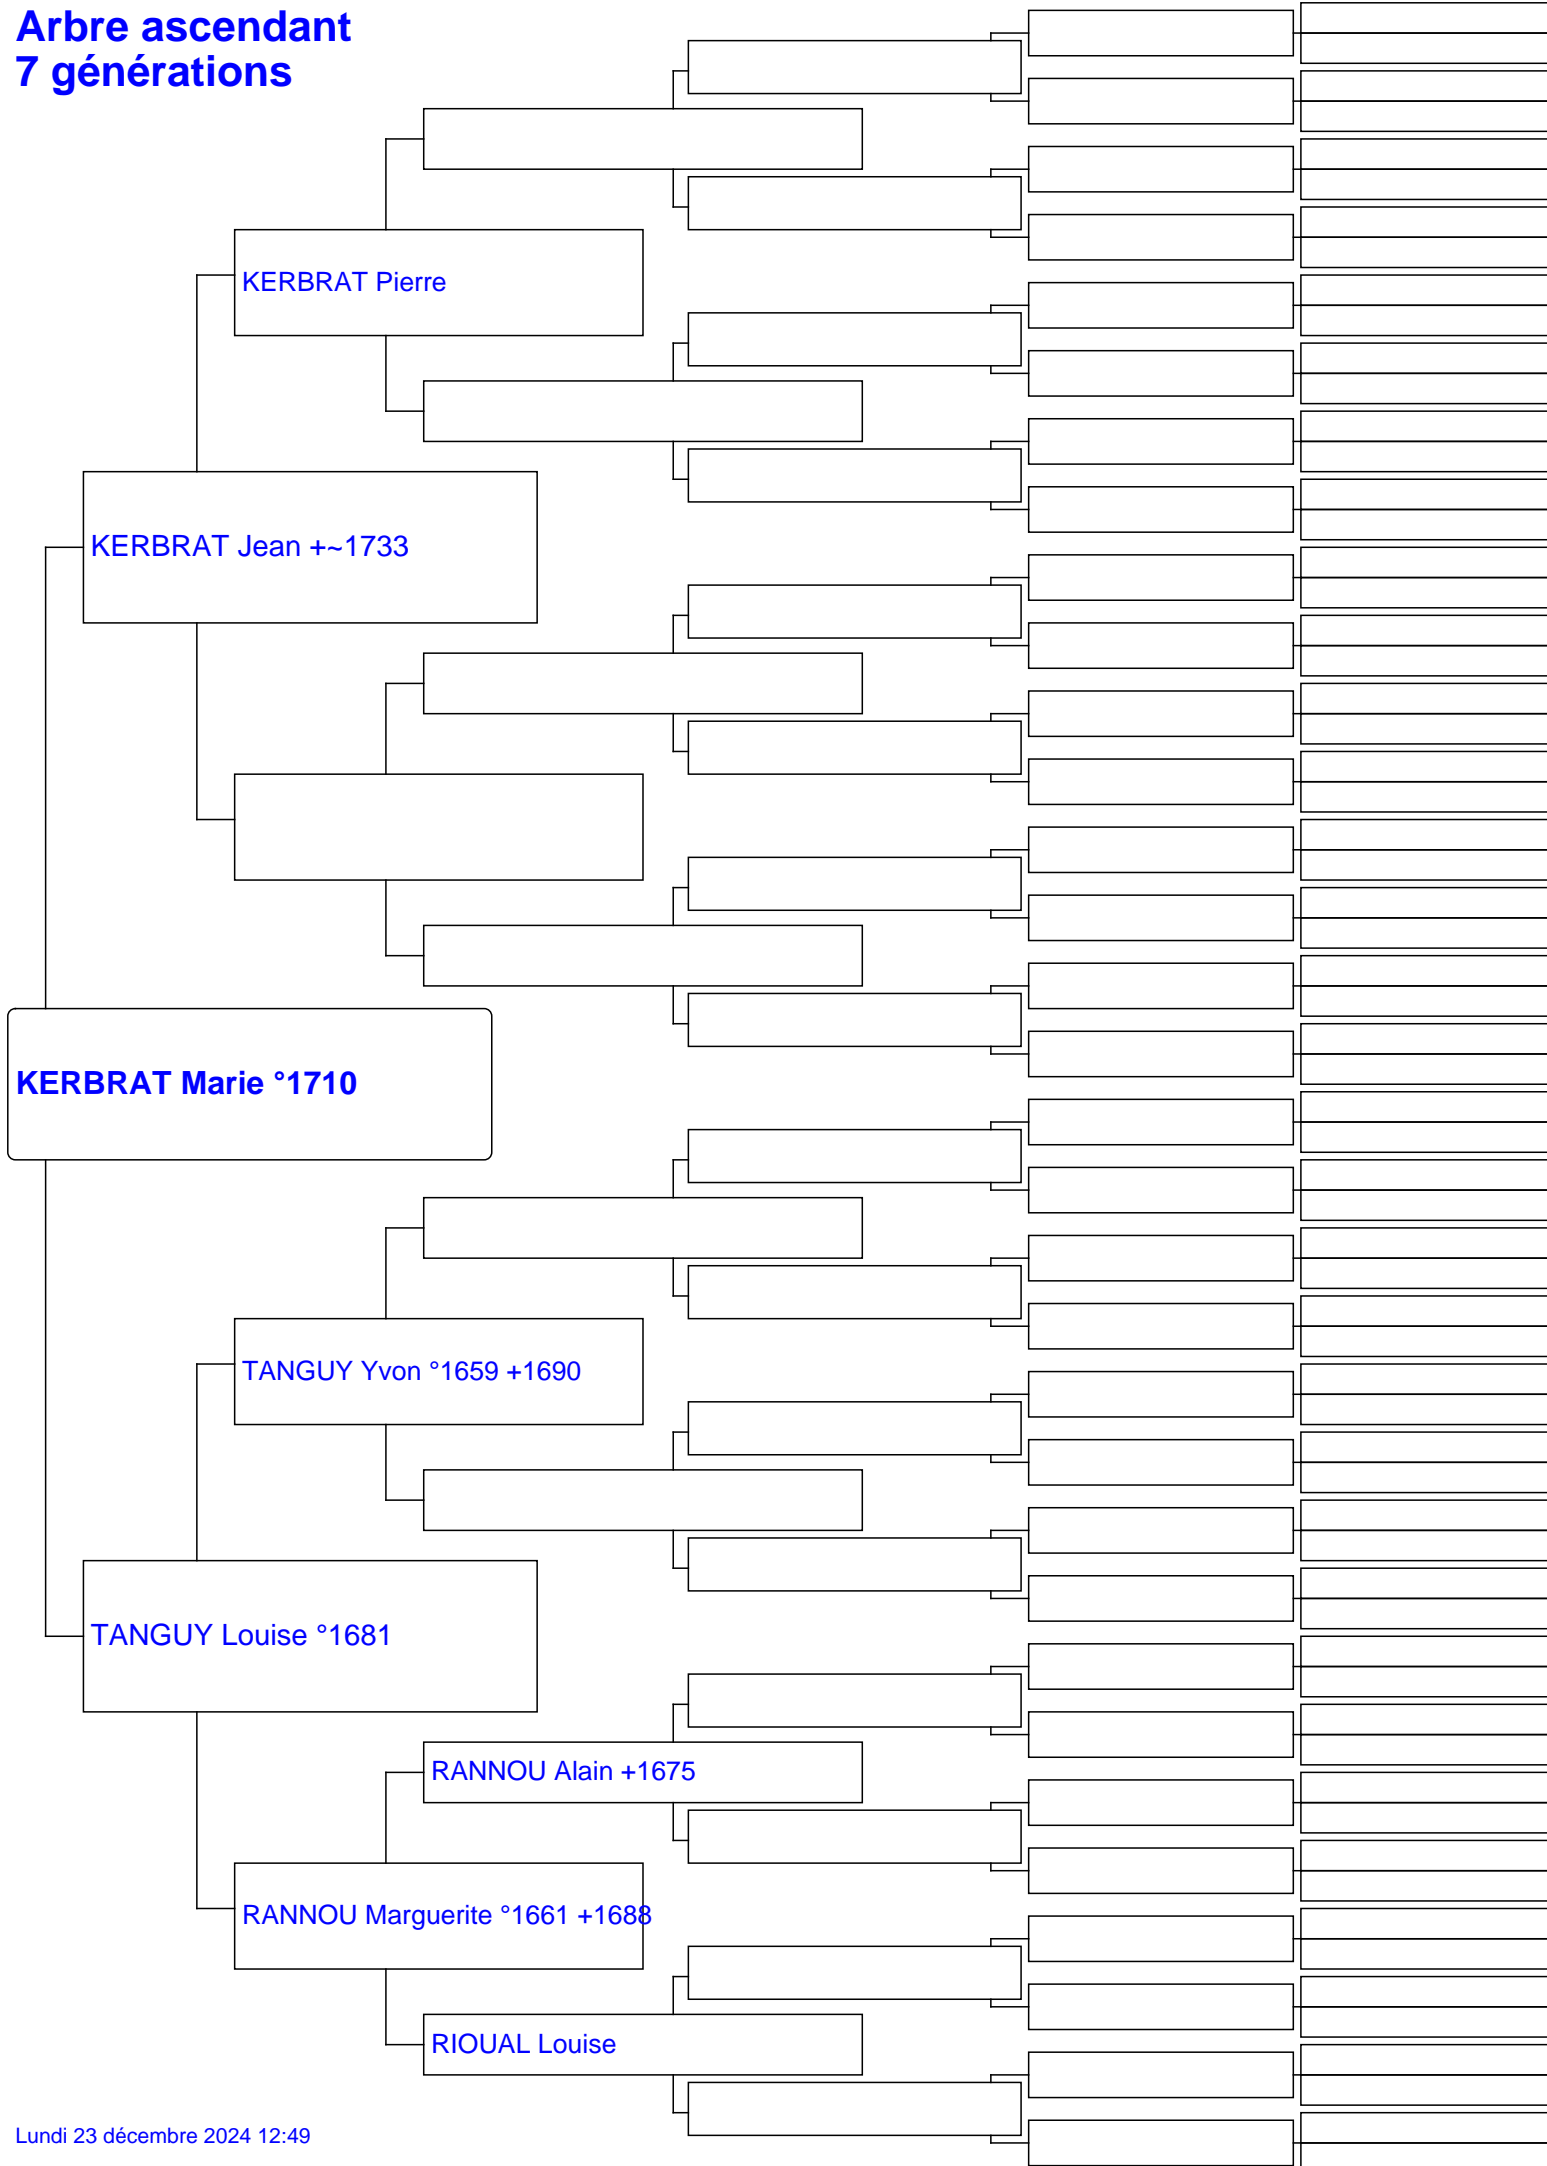 Arbre ascendant
7 générations
KERBRAT Pierre
KERBRAT Jean +~1733
KERBRAT Marie °1710
TANGUY Yvon °1659 +1690
TANGUY Louise °1681
RANNOU Alain +1675
RANNOU Marguerite °1661 +1688
RIOUAL Louise
Lundi 23 décembre 2024 12:49